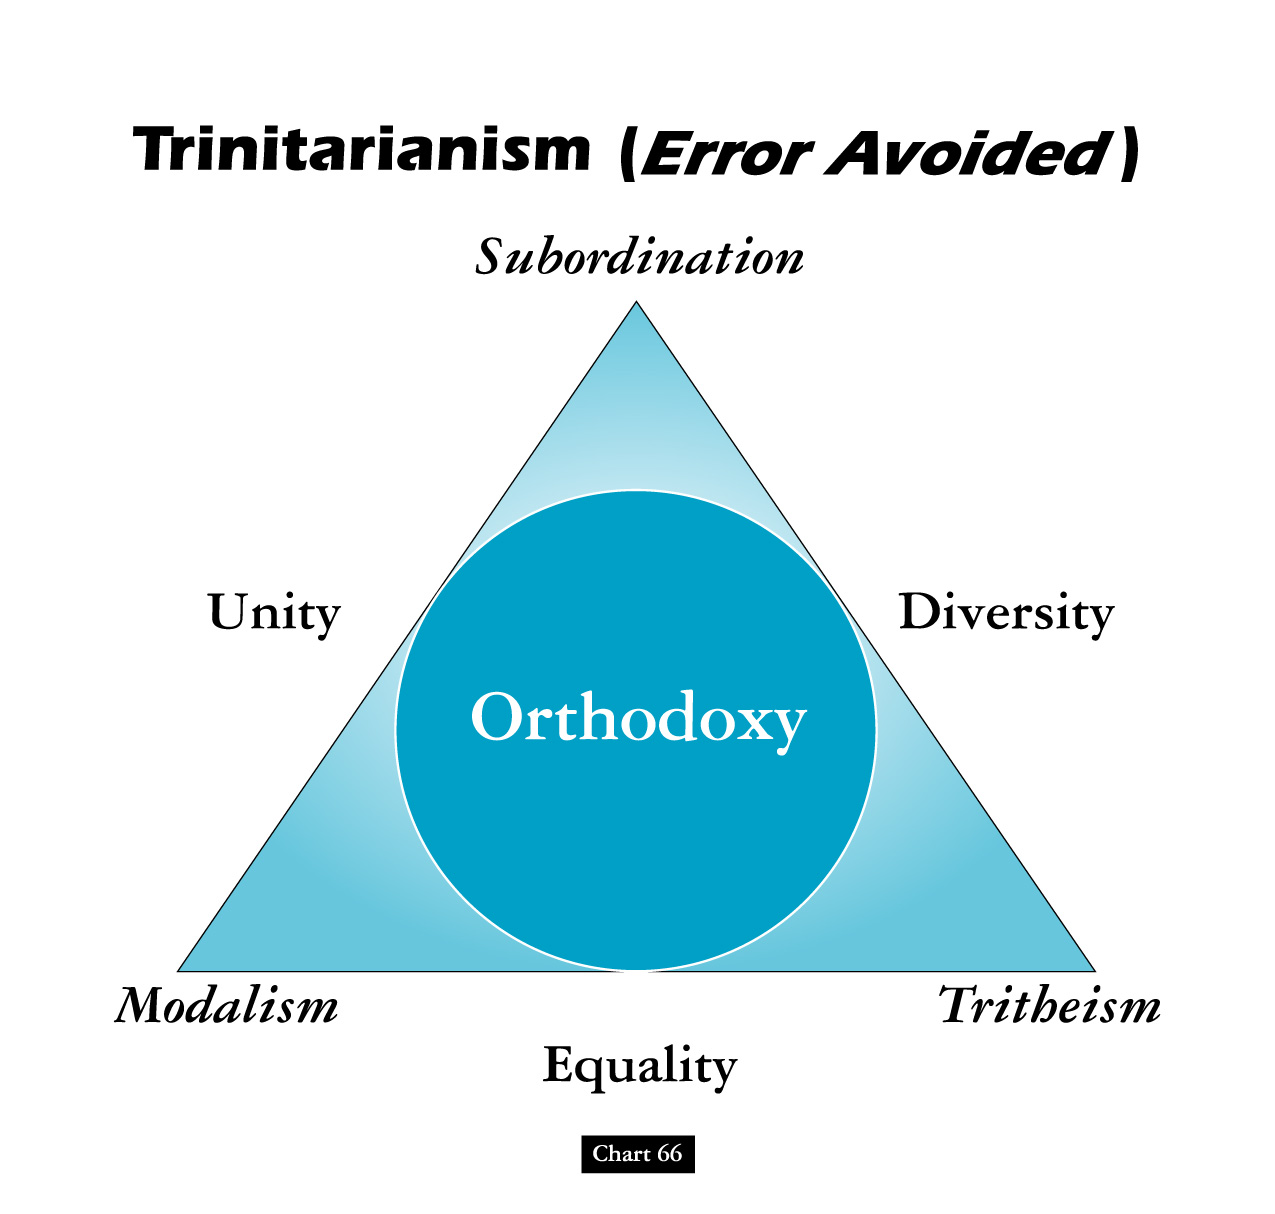 Trinitarianism (Error Avoided)
Subordination
Unity
Diversity
Orthodoxy
Modalism
Tritheism
Equality
Chart 66